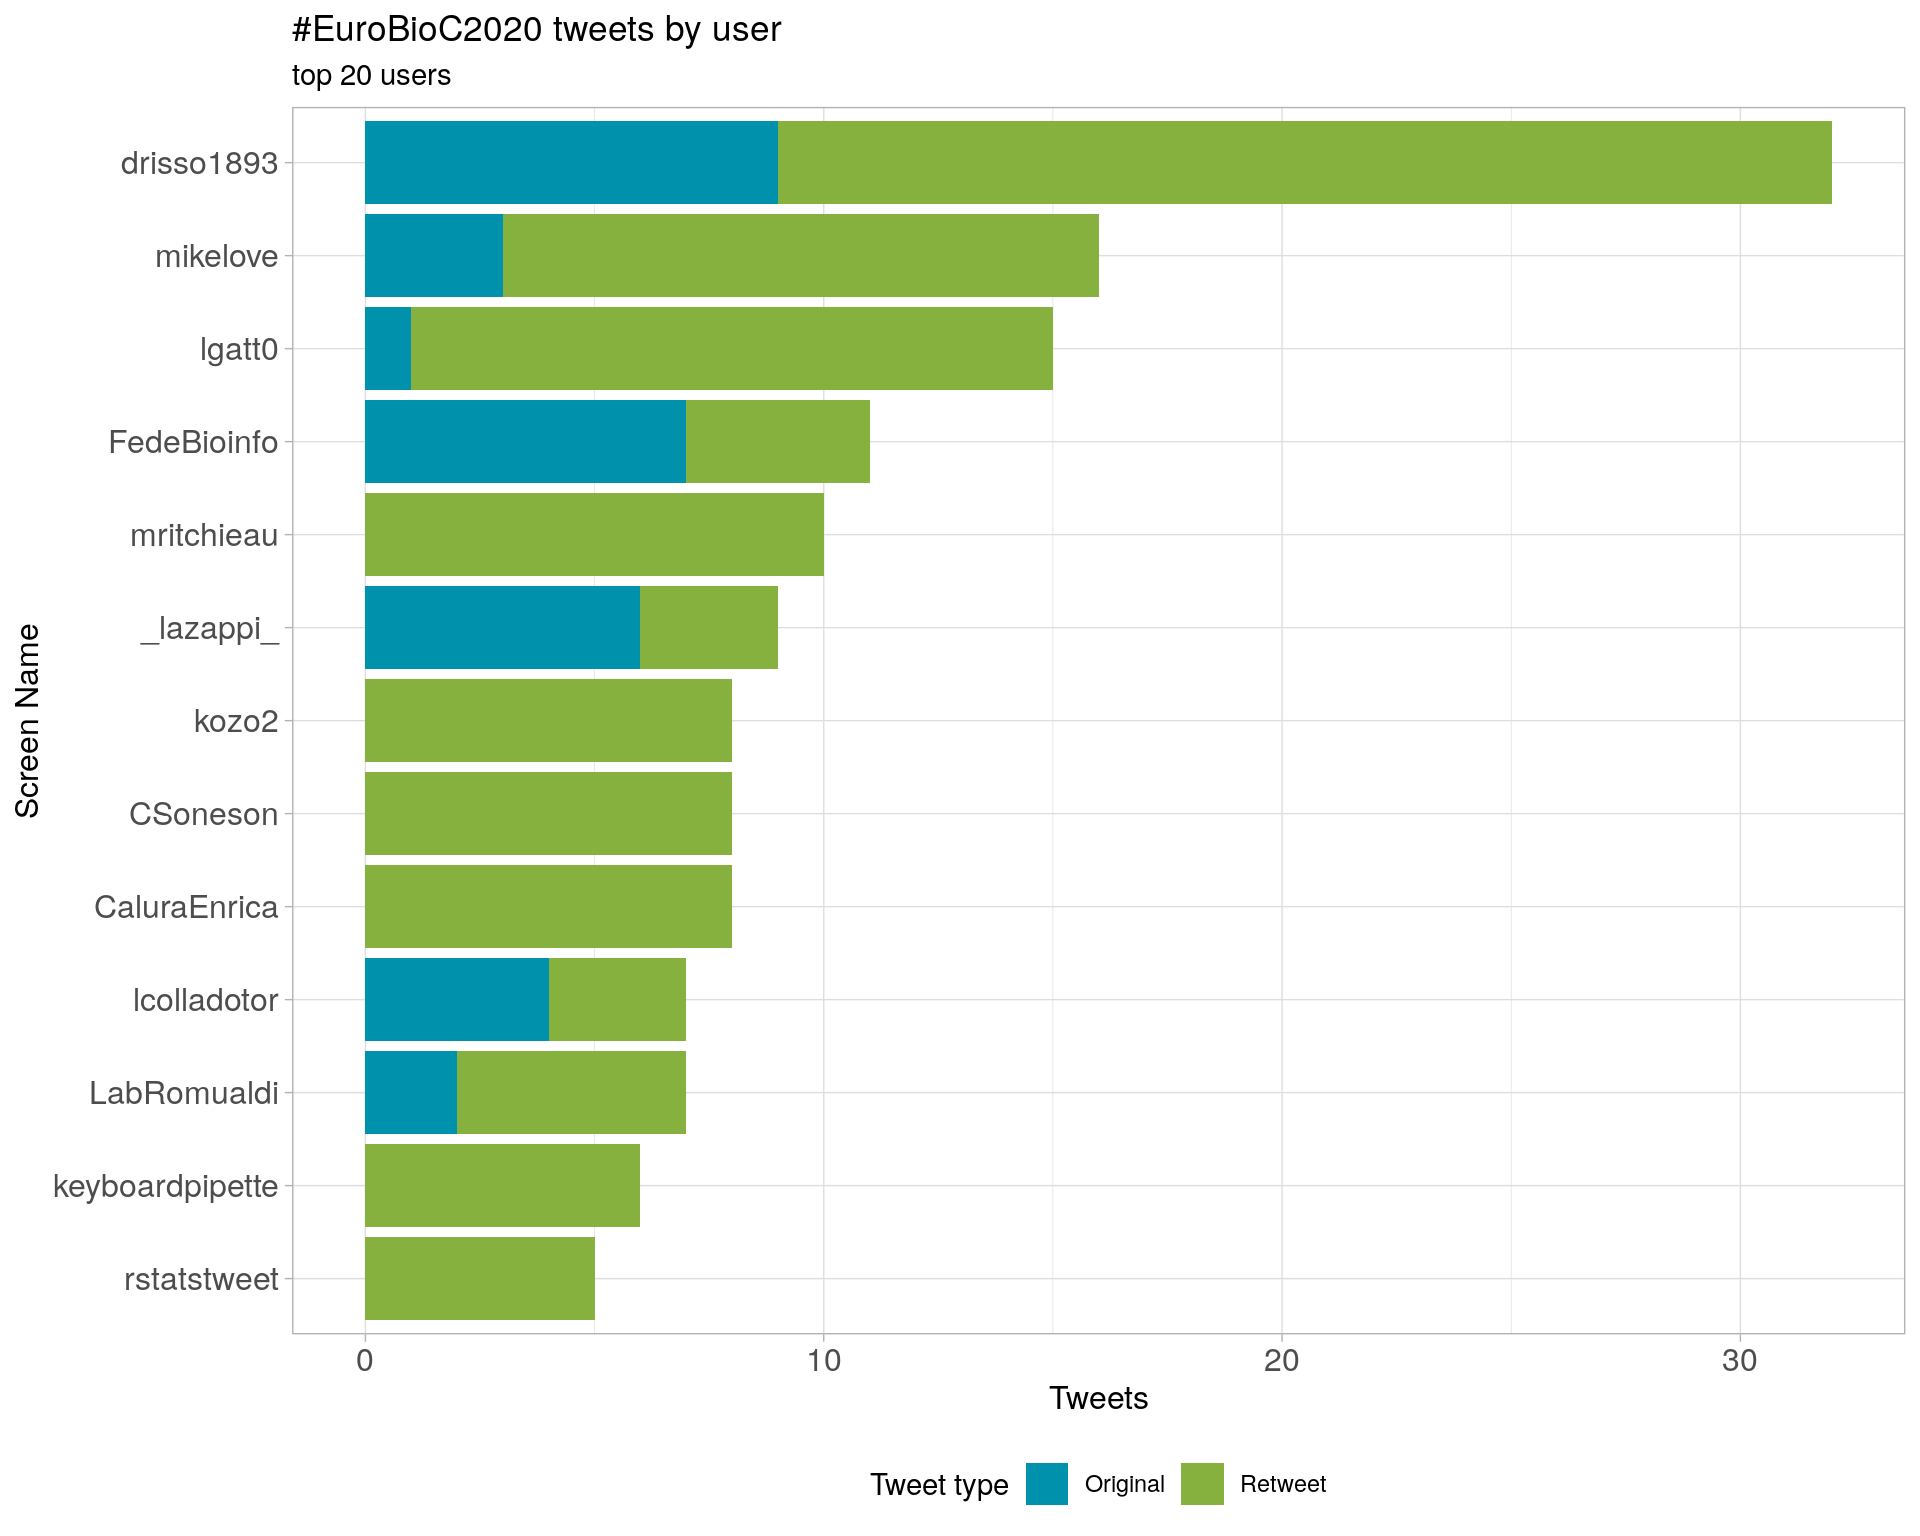 #EuroBioC2020 tweets by user
top 20 users
Screen Name
drisso1893
mikelove
lgatt0
FedeBioinfo
mritchieau
_lazappi_
kozo2
CSoneson
CaluraEnrica
lcolladotor
LabRomualdi
keyboardpipette
rstatstweet
0 10 20 30
Tweets
Tweet type Original Retweet